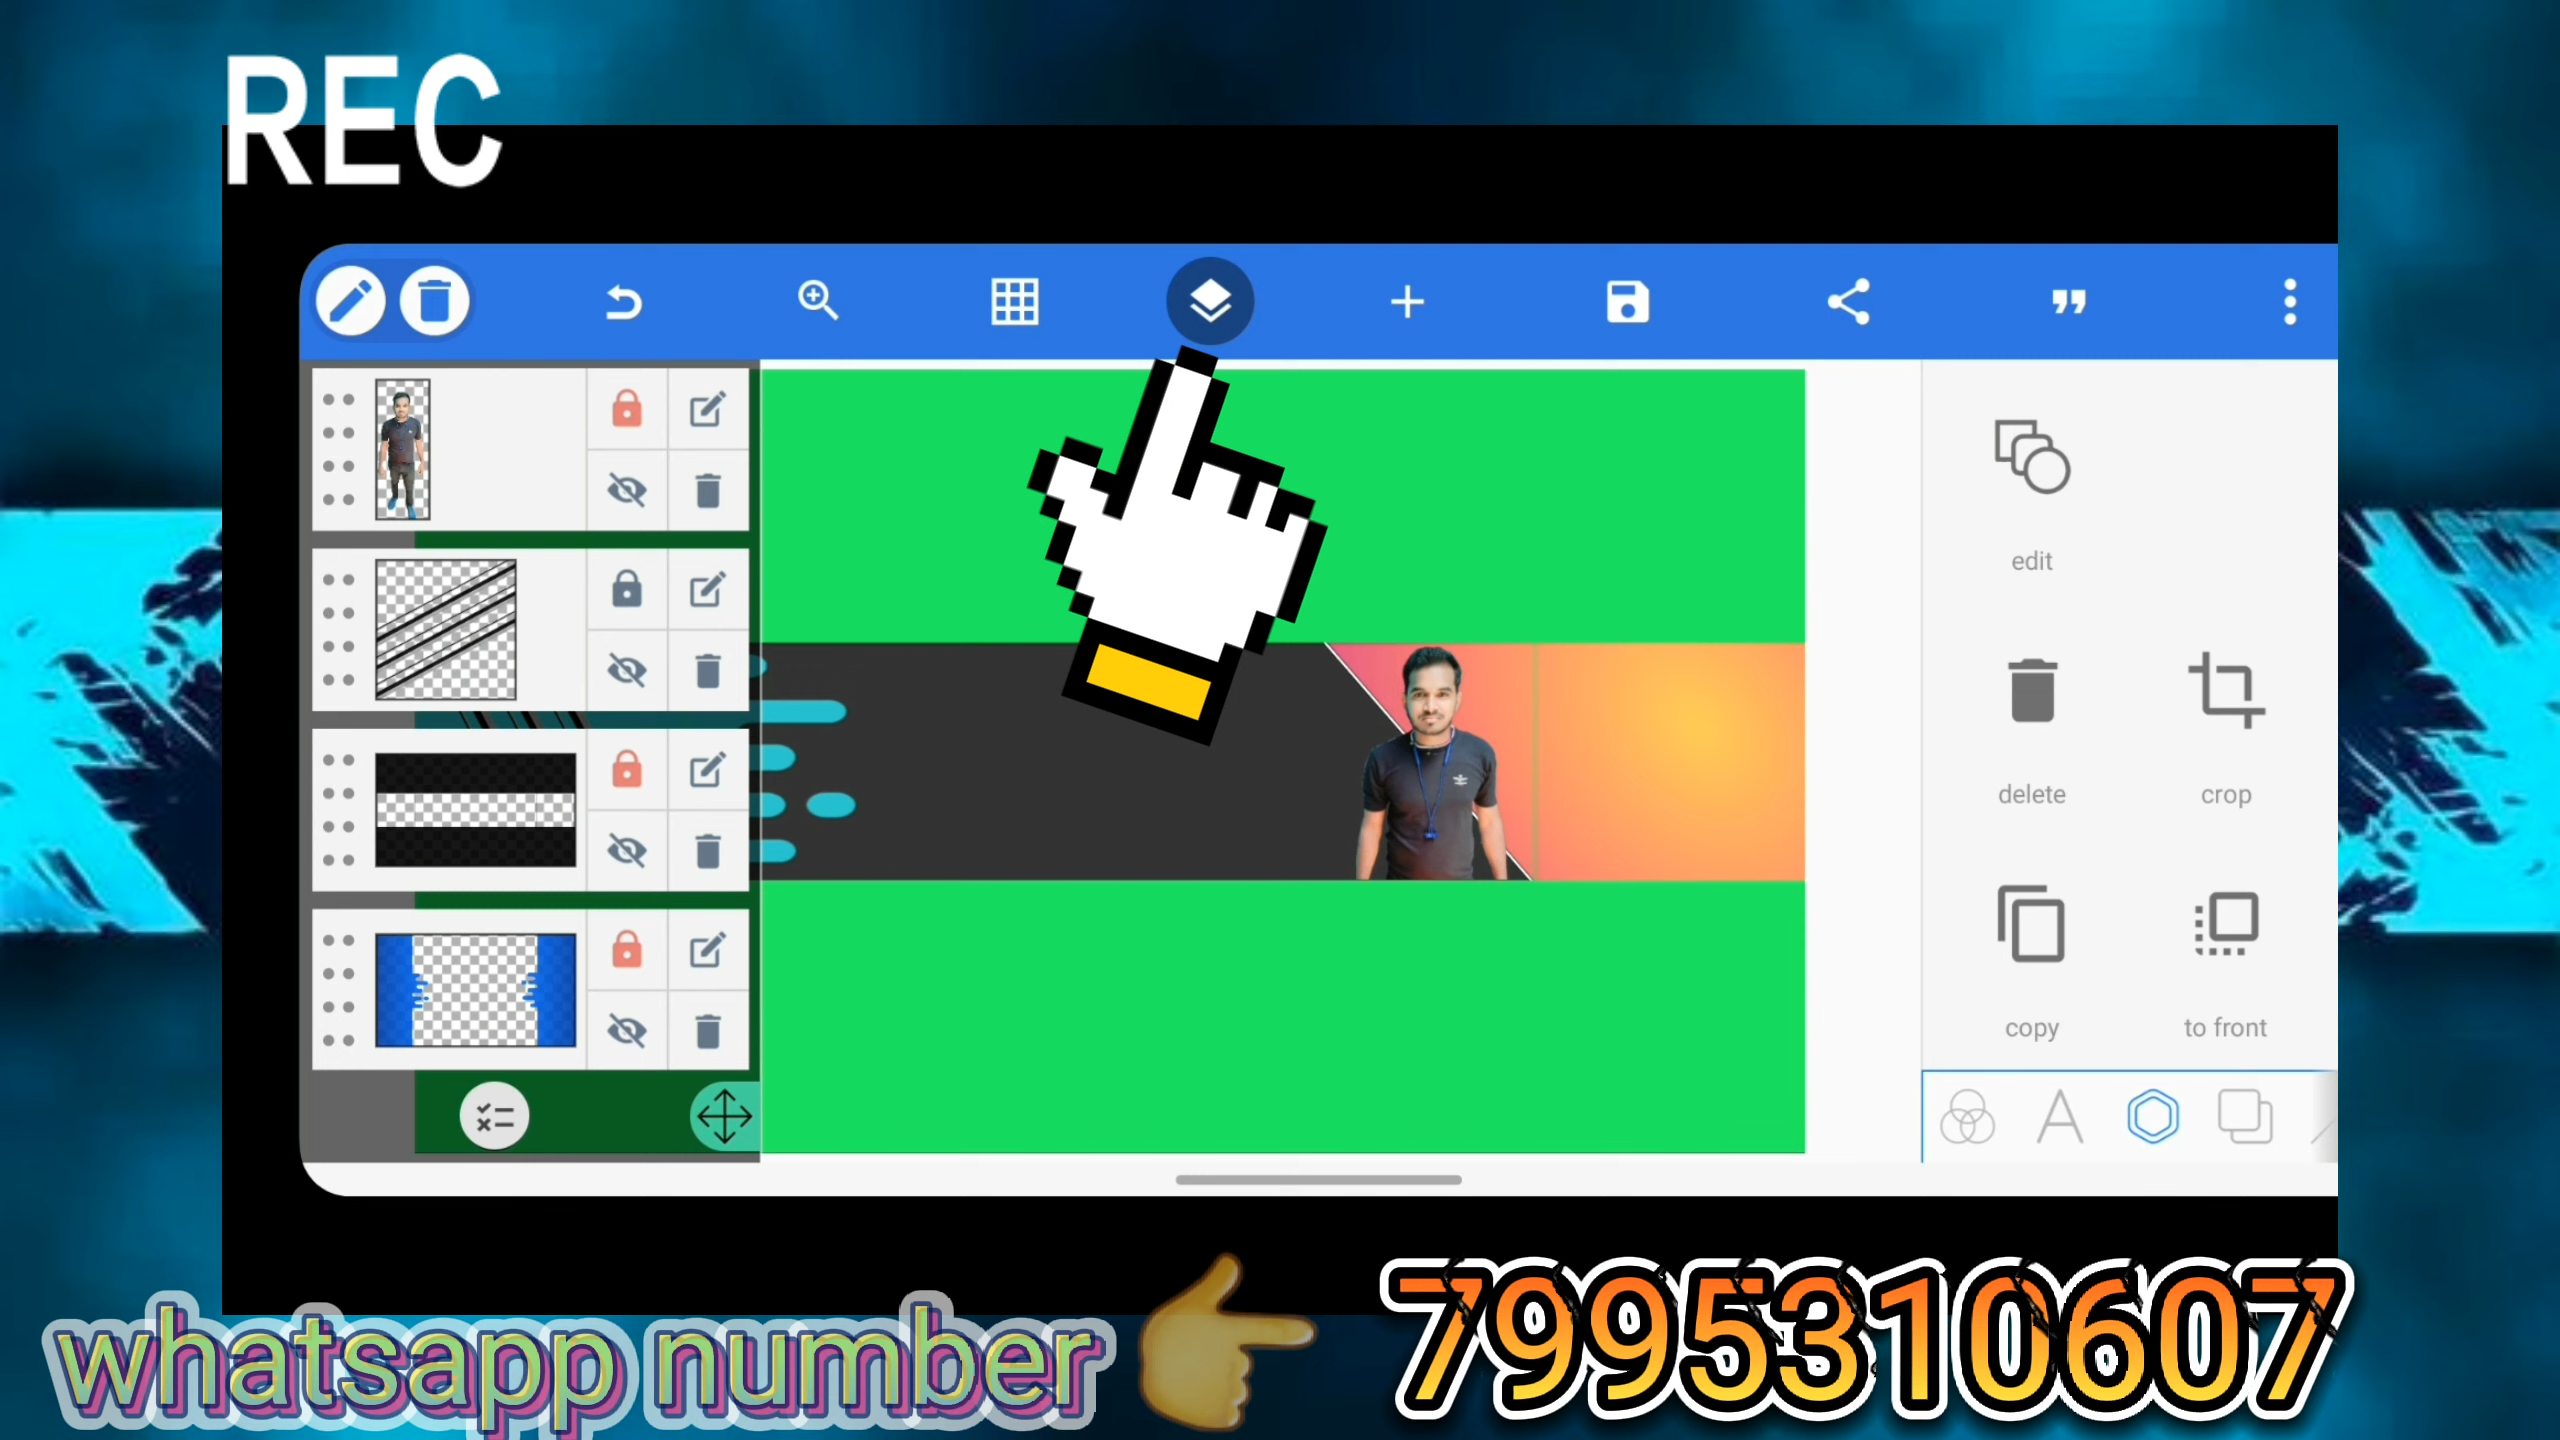 REC
edit
delete
crop
copy
to front
whatsapp number
7995310607